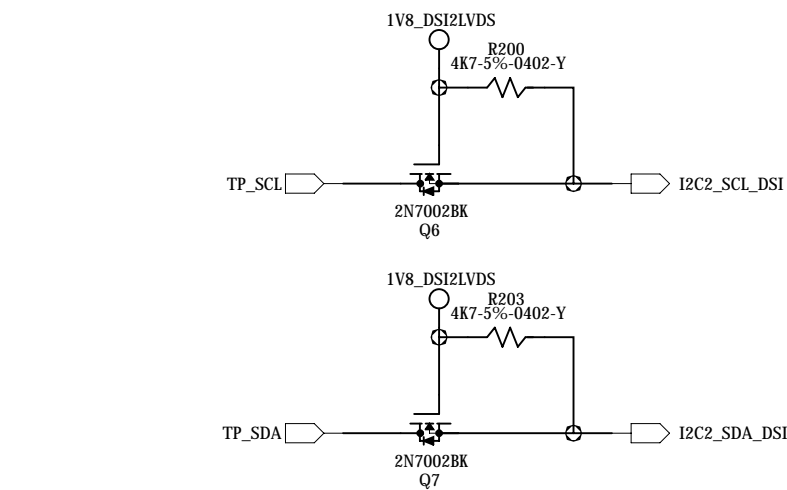 1V8_DSI2LVDS
R200
4K7-5%-0402-Y
TP_SCL
I2C2_SCL_DSI
2N7002BK
Q6
1V8_DSI2LVDS
R203
4K7-5%-0402-Y
TP_SDA
I2C2_SDA_DSI
2N7002BK
Q7